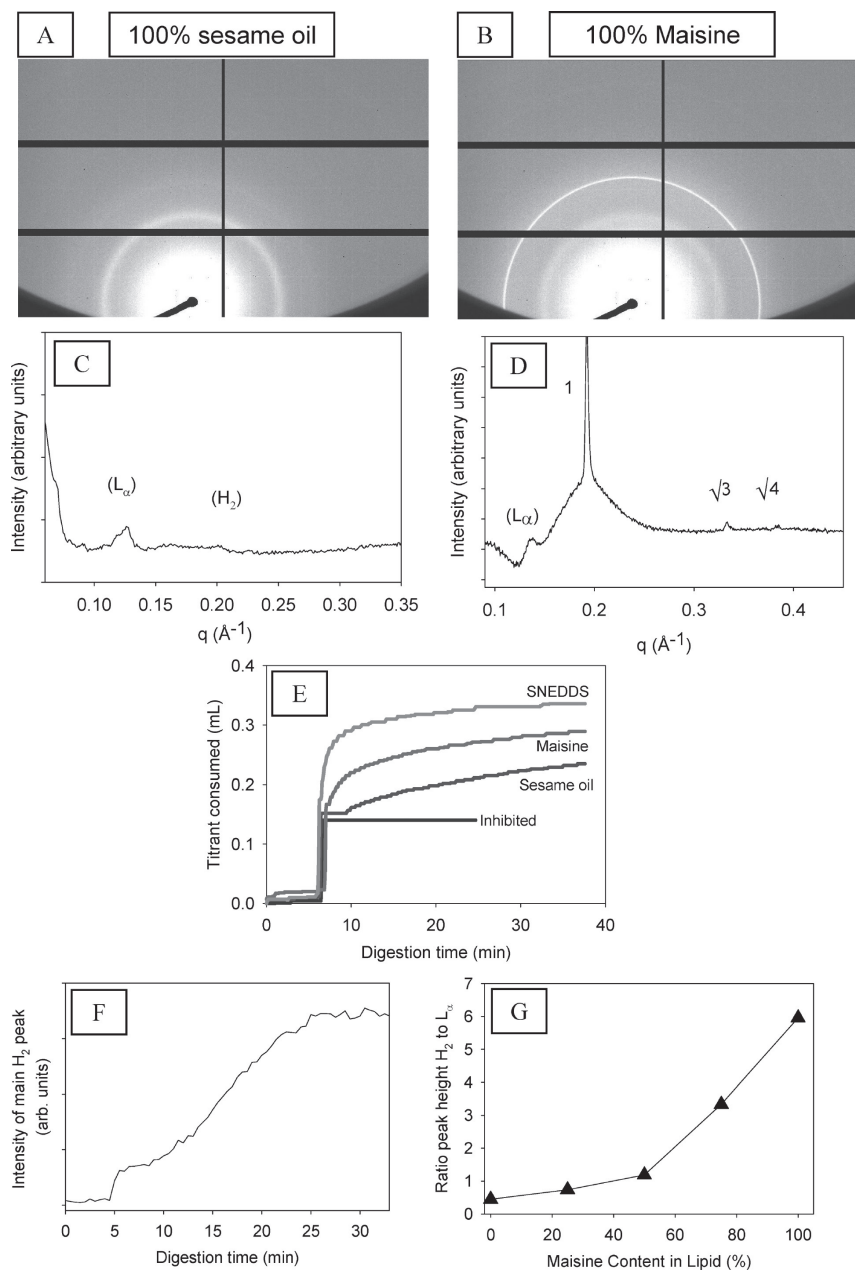 A 100% sesame oil
B 100% Maisine
C
Intensity (arbitrary units)
(Lα)
(H2)
0.10 0.15 0.20 0.25 0.30 0.35
q (Å-1)
D
Intensity (arbitrary units)
1
(Lα)
√3 √4
0.1 0.2 0.3 0.4
q (Å-1)
E
Titrant consumed (mL)
0.4
0.3
0.2
0.1
0.0
SNEDDS
Maisine
Sesame oil
Inhibited
0 10 20 30 40
Digestion time (min)
F
Intensity of main H2 peak
(arb. units)
0 5 10 15 20 25 30
Digestion time (min)
G
Ratio peak height H2 to Lα
7
6
5
4
3
2
1
0
0 20 40 60 80 100
Maisine Content in Lipid (%)